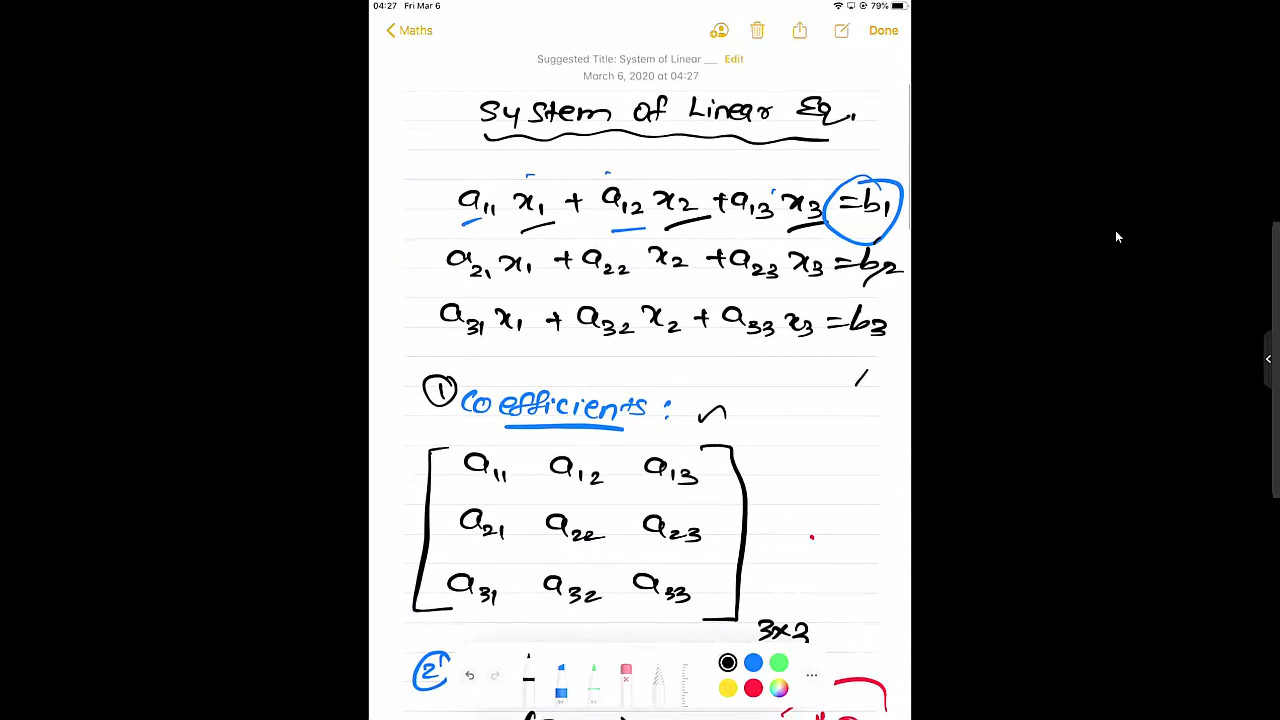 04:27 Fri Mar 6 79%
Maths Done
Suggested Title: System of Linear __ Edit
March 6, 2020 at 04:27
System of Linear Eq.
a₁₁ x₁ + a₁₂ x₂ + a₁₃ x₃ = b₁
a₂₁ x₁ + a₂₂ x₂ + a₂₃ x₃ = b₂
a₃₁ x₁ + a₃₂ x₂ + a₃₃ x₃ = b₃
① Coefficients:
a₁₁ a₁₂ a₁₃
a₂₁ a₂₂ a₂₃
a₃₁ a₃₂ a₃₃
3×3
②